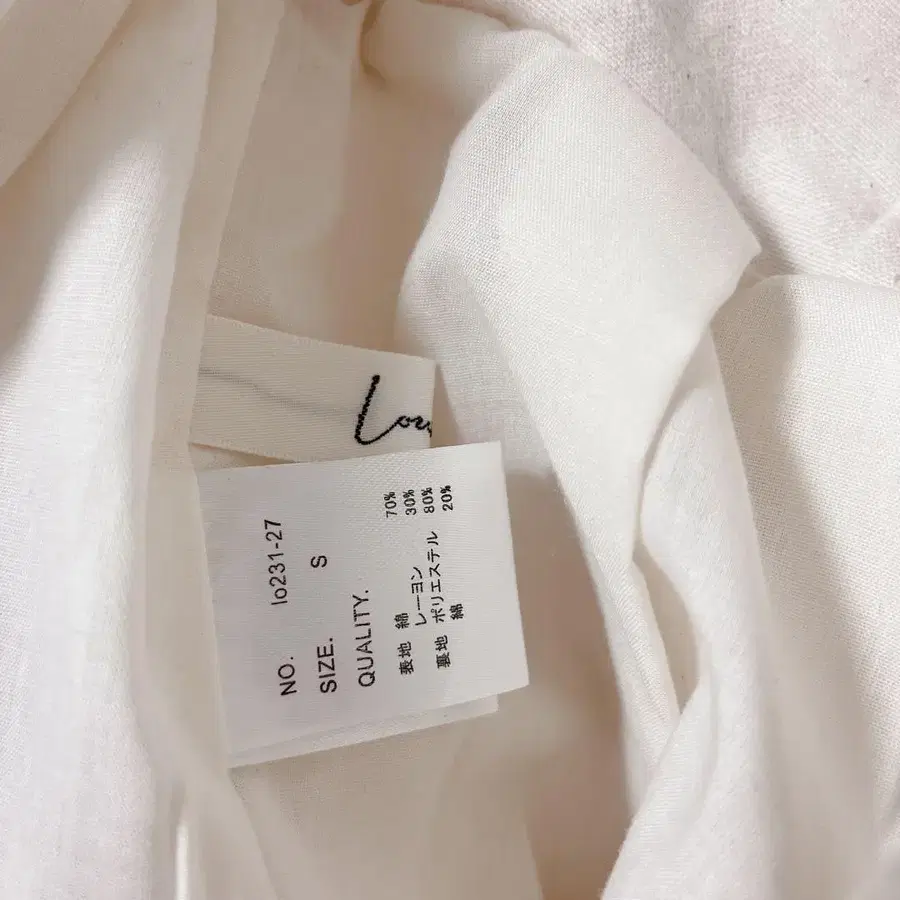 NO. lo231-27
SIZE. S
QUALITY.
表地 綿 70%
レーヨン 30%
裏地 ポリエステル 80%
綿 20%